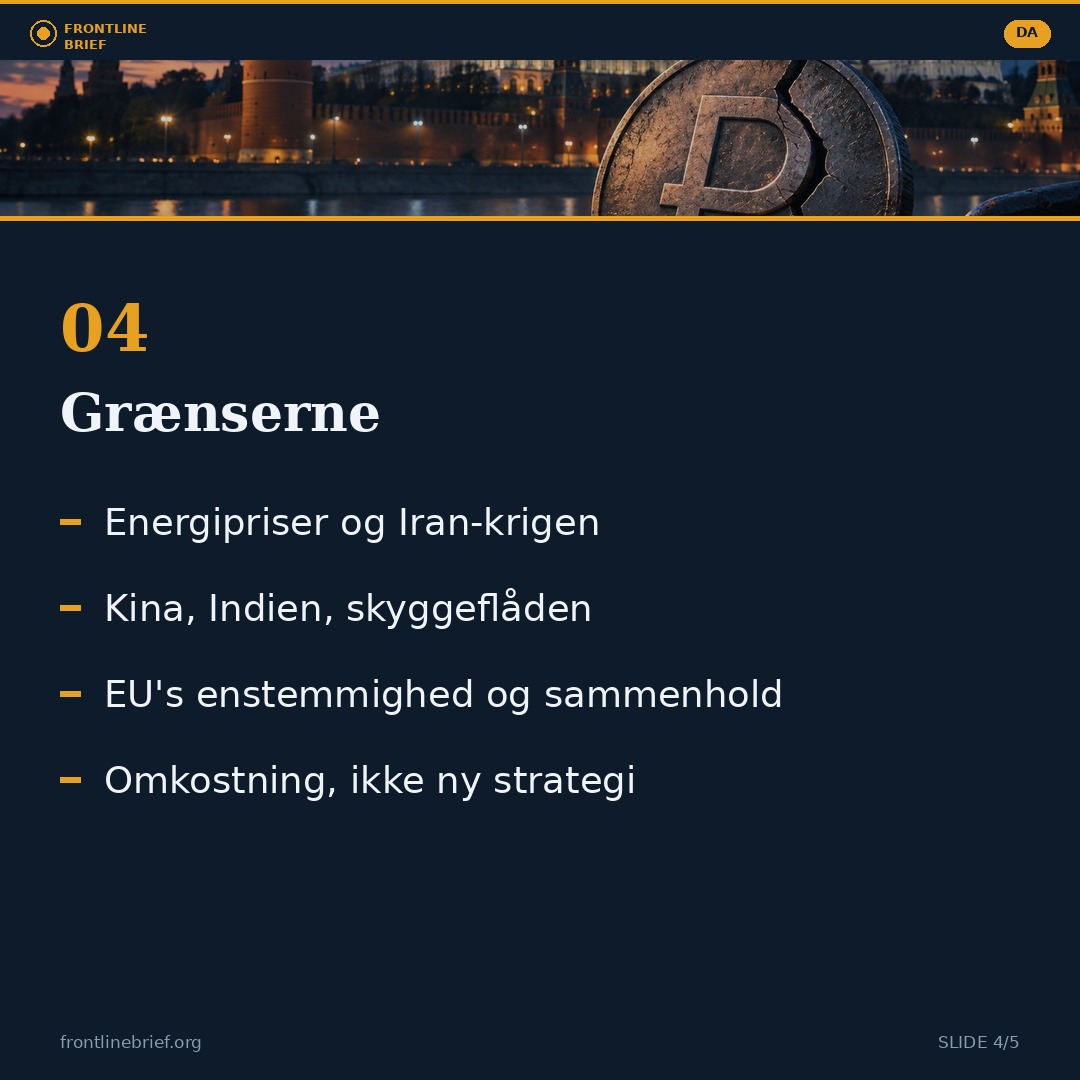 FRONTLINE
BRIEF
DA
04
Grænserne
Energipriser og Iran-krigen
Kina, Indien, skyggeflåden
EU's enstemmighed og sammenhold
Omkostning, ikke ny strategi
frontlinebrief.org
SLIDE 4/5